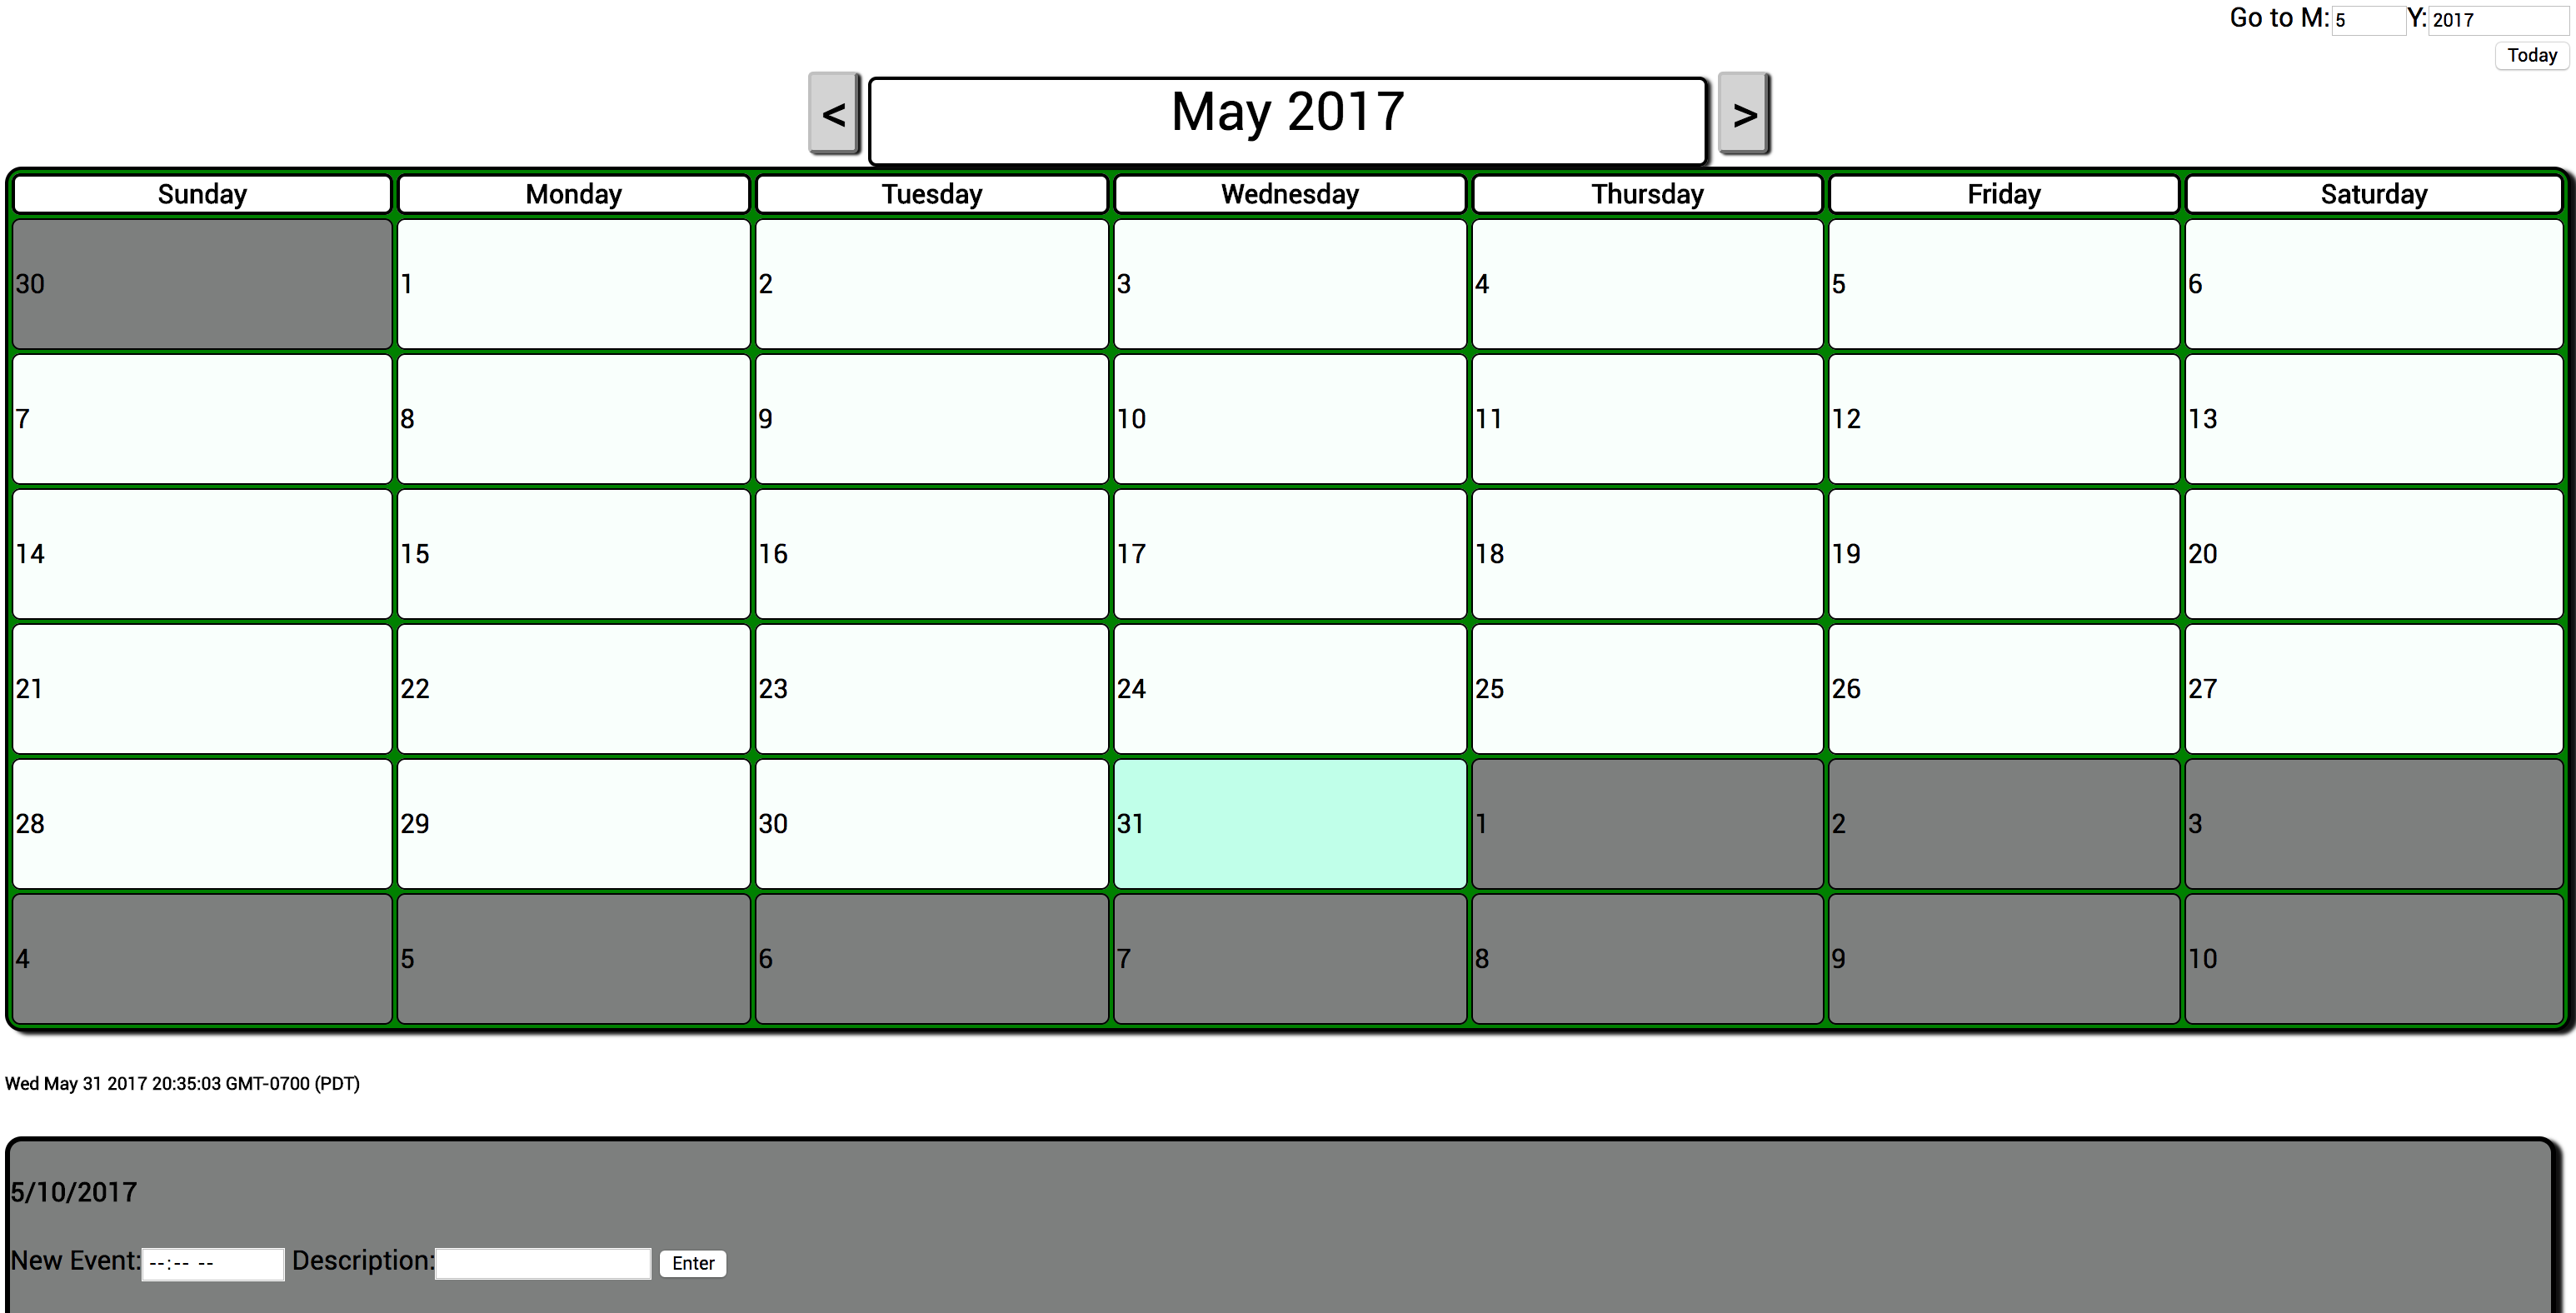 Go to M: 5 Y: 2017
Today
< May 2017 >
Sunday Monday Tuesday Wednesday Thursday Friday Saturday
30 1 2 3 4 5 6
7 8 9 10 11 12 13
14 15 16 17 18 19 20
21 22 23 24 25 26 27
28 29 30 31 1 2 3
4 5 6 7 8 9 10
Wed May 31 2017 20:35:03 GMT-0700 (PDT)
5/10/2017
New Event: --:-- -- Description: Enter